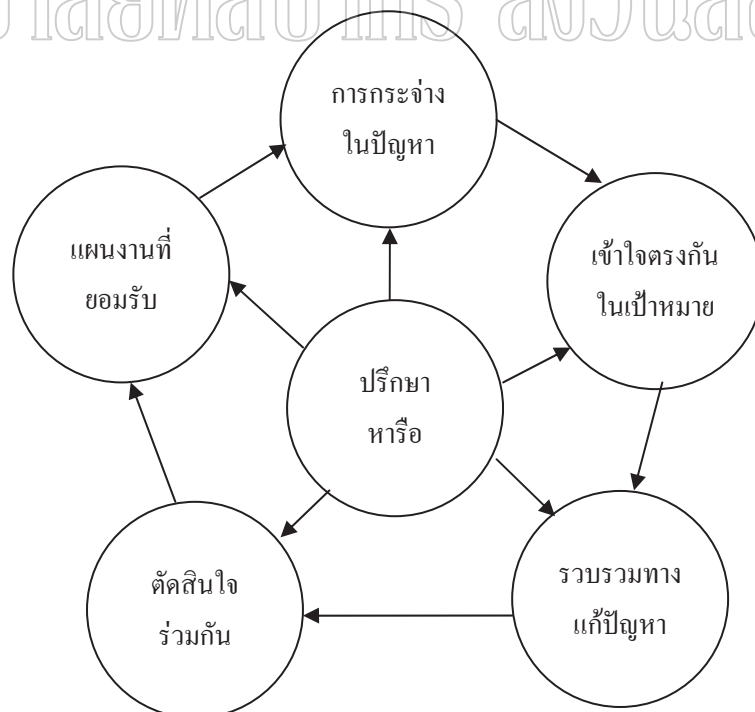 การกระจ่าง
ในปัญหา
แผนงานที่
ยอมรับ
เข้าใจตรงกัน
ในเป้าหมาย
ปรึกษา
หารือ
ตัดสินใจ
ร่วมกัน
รวบรวมทาง
แก้ปัญหา